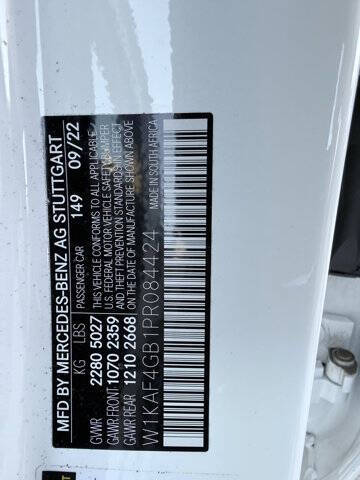 MFD BY MERCEDES-BENZ AG STUTTGART
PASSENGER CAR 149 09/22
KG LBS
GVWR 2280 5027
GAWR FRONT 1070 2359
GAWR REAR 1210 2668
THIS VEHICLE CONFORMS TO ALL APPLICABLE
U.S. FEDERAL MOTOR VEHICLE SAFETY, BUMPER
AND THEFT PREVENTION STANDARDS IN EFFECT
ON THE DATE OF MANUFACTURE SHOWN ABOVE
MADE IN SOUTH AFRICA
W1KAF4GB1PR084424